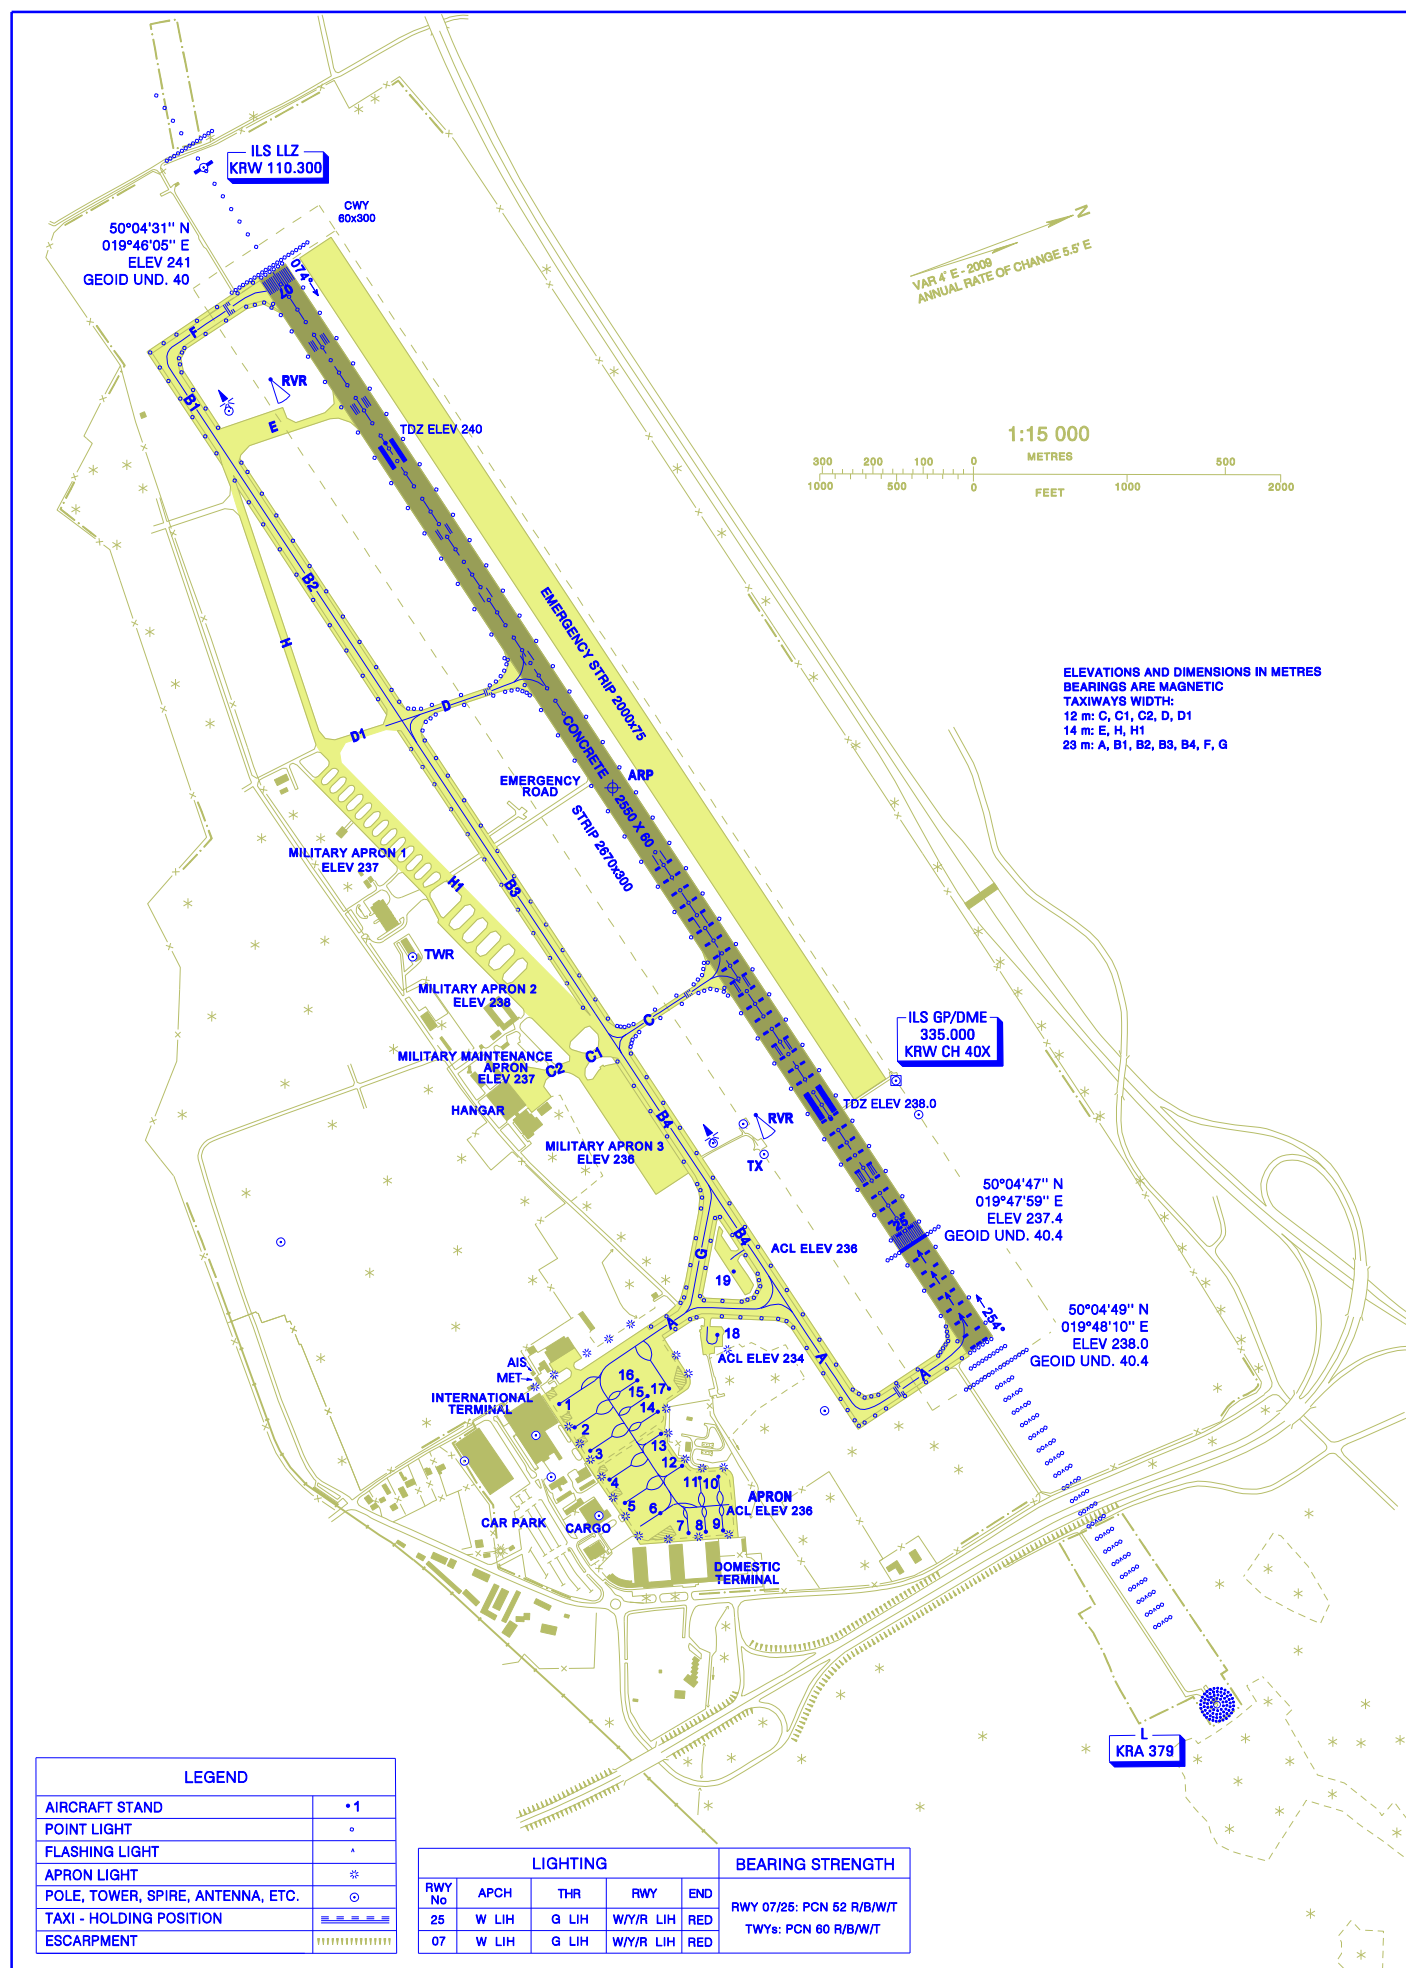 ILS LLZ
KRW 110.300
CWY
60x300
50°04'31'' N
019°46'05'' E
ELEV 241
GEOID UND. 40
074°
07
F
N
VAR 4° E - 2009
ANNUAL RATE OF CHANGE 5.5' E
RVR
B1
E
TDZ ELEV 240
1:15 000
METRES
300 200 100 0 500
1000 500 0 1000 2000
FEET
B2
EMERGENCY STRIP 2000x75
H
ELEVATIONS AND DIMENSIONS IN METRES
BEARINGS ARE MAGNETIC
TAXIWAYS WIDTH:
12 m: C, C1, C2, D, D1
14 m: E, H, H1
23 m: A, B1, B2, B3, B4, F, G
D
D1
CONCRETE 2550 X 60
ARP
EMERGENCY
ROAD
STRIP 2670x300
MILITARY APRON 1
ELEV 237
H1
B3
TWR
MILITARY APRON 2
ELEV 238
C
ILS GP/DME
335.000
KRW CH 40X
MILITARY MAINTENANCE
APRON
ELEV 237
C2
C1
HANGAR
TDZ ELEV 238.0
B4
RVR
MILITARY APRON 3
ELEV 236
TX
50°04'47'' N
019°47'59'' E
ELEV 237.4
GEOID UND. 40.4
25
G
B4
ACL ELEV 236
19
254°
50°04'49'' N
019°48'10'' E
ELEV 238.0
GEOID UND. 40.4
A
18
ACL ELEV 234
A
A
AIS
MET
INTERNATIONAL
TERMINAL
16
15
17
1
14
2
13
3
12
4
11
10
5
6
7
8
9
APRON
ACL ELEV 236
CAR PARK
CARGO
DOMESTIC
TERMINAL
L
KRA 379
LEGEND
AIRCRAFT STAND 1
POINT LIGHT
FLASHING LIGHT
APRON LIGHT
POLE, TOWER, SPIRE, ANTENNA, ETC.
TAXI - HOLDING POSITION
ESCARPMENT
LIGHTING BEARING STRENGTH
RWY No APCH THR RWY END
25 W LIH G LIH W/Y/R LIH RED
07 W LIH G LIH W/Y/R LIH RED
RWY 07/25: PCN 52 R/B/W/T
TWYs: PCN 60 R/B/W/T